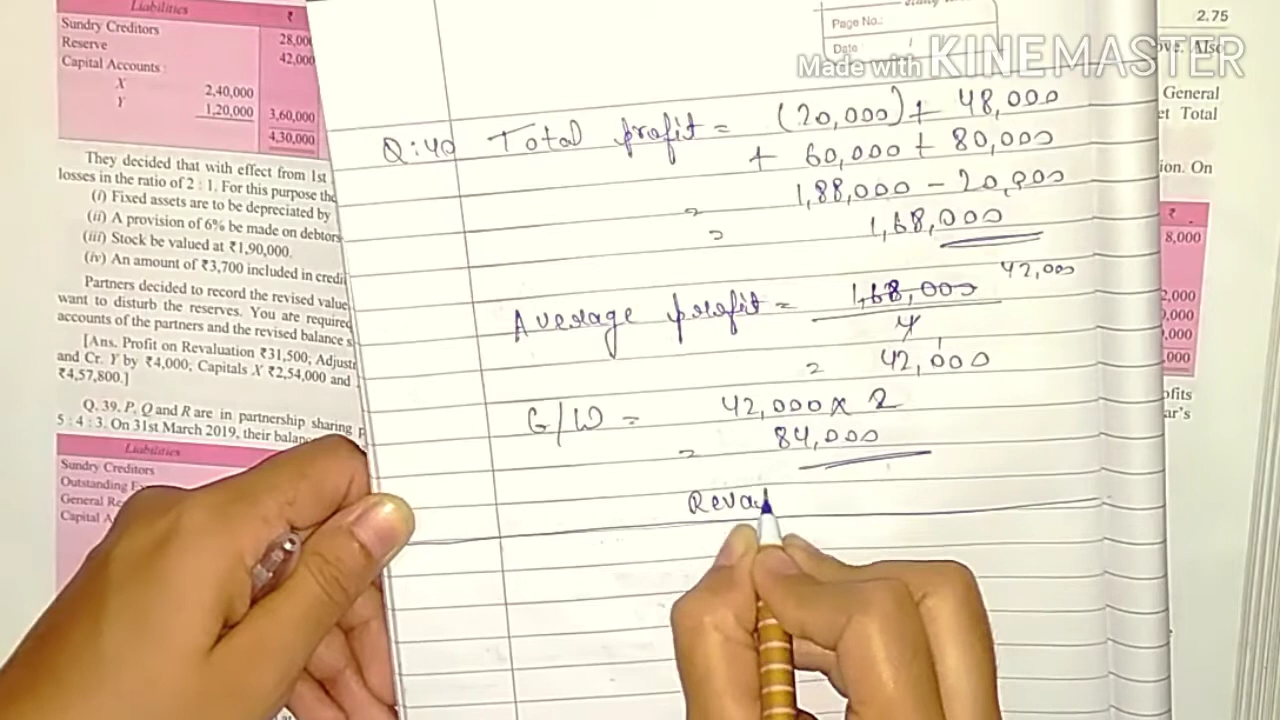 Liabilities ₹
Sundry Creditors 28,00
Reserve 42,000
Capital Accounts :
X 2,40,000
Y 1,20,000 3,60,000
4,30,000
They decided that with effect from 1st
losses in the ratio of 2 : 1. For this purpose the
(i) Fixed assets are to be depreciated by
(ii) A provision of 6% be made on debtors
(iii) Stock be valued at ₹1,90,000.
(iv) An amount of ₹3,700 included in credi
Partners decided to record the revised value
want to disturb the reserves. You are required
accounts of the partners and the revised balance s
[Ans. Profit on Revaluation ₹31,500; Adjust
and Cr. Y by ₹4,000; Capitals X ₹2,54,000 and
₹4,57,800.]
Q. 39. P, Q and R are in partnership sharing p
5 : 4 : 3. On 31st March 2019, their balan
Liabilities
Sundry Creditors
Outstanding Ex
General Re
Capital A
Page No.:
Date
Made with KINEMASTER
Q:40 Total profit = (20,000) + 48,000
+ 60,000 + 80,000
= 1,88,000 - 20,000
= 1,68,000
Average profit = 1,68,000 42,000
4 1
= 42,000
G/W = 42,000 x 2
= 84,000
Reva
2.75
ove. Also
General
et Total
ion. On
₹
8,000
2,000
,000
,000
,000
ofits
ar's